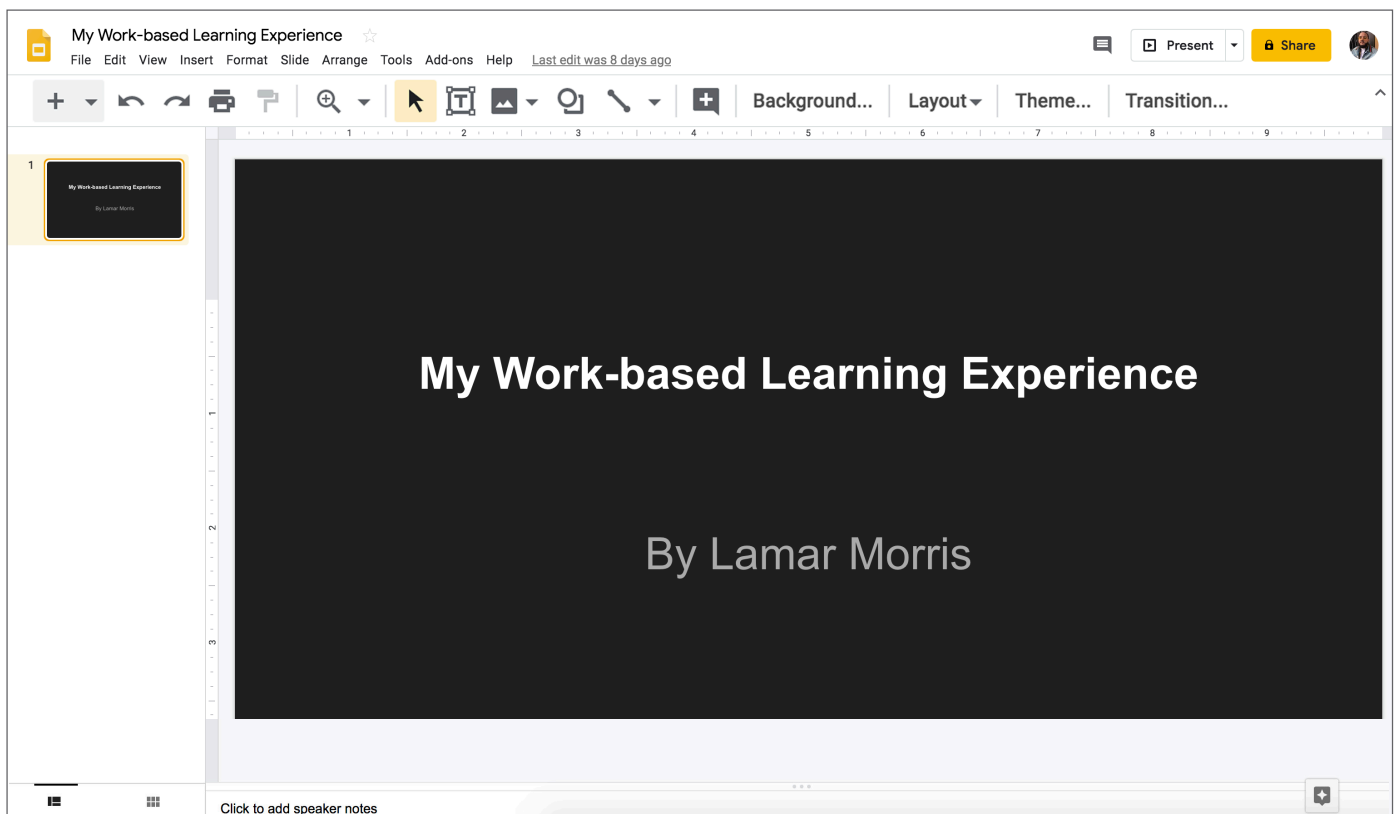 My Work-based Learning Experience
File Edit View Insert Format Slide Arrange Tools Add-ons Help Last edit was 8 days ago
Present
Share
Background... Layout Theme... Transition...
1 2 3 4 5 6 7 8 9
1
My Work-based Learning Experience
By Lamar Morris
1
2
3
My Work-based Learning Experience
By Lamar Morris
Click to add speaker notes